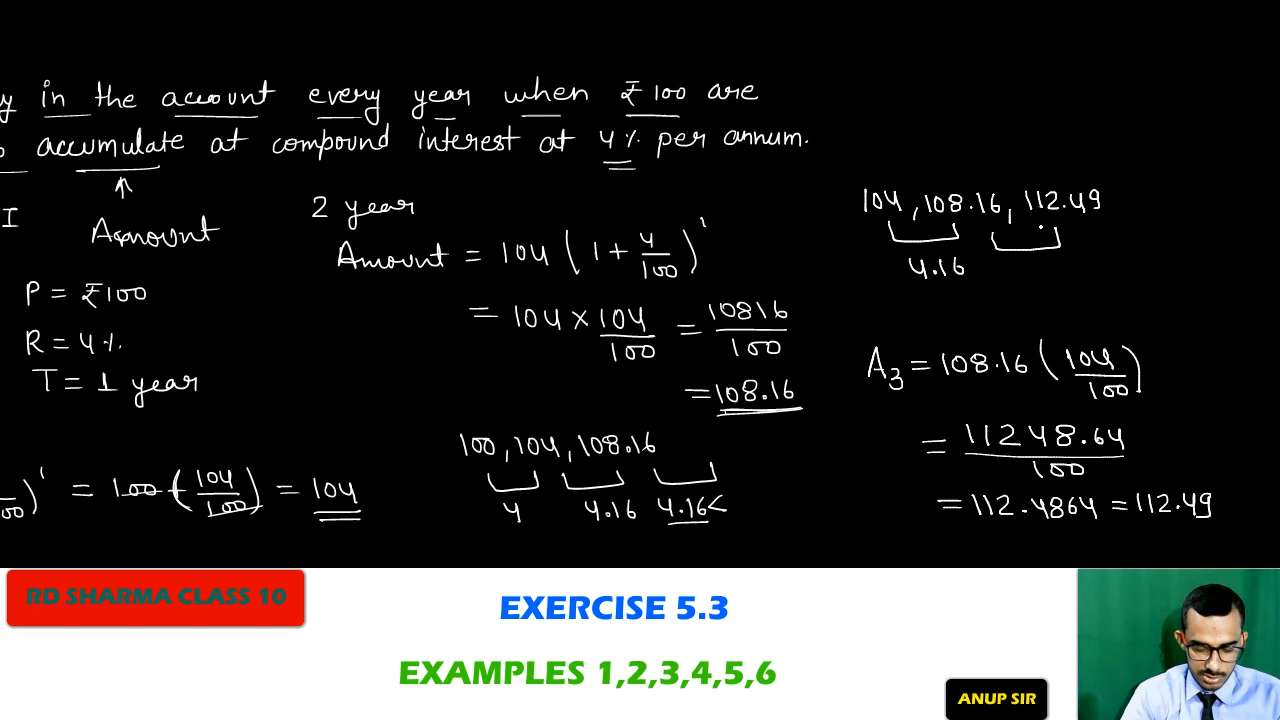 in the account every year when ₹100 are
accumulate at compound interest at 4% per annum.
I
Amount
P = ₹100
R = 4%
T = 1 year
)^1 = 100 (104/100) = 104
2 year
Amount = 104 (1 + 4/100)^1
= 104 × 104/100 = 10816/100
= 108.16
100, 104, 108.16
4 4.16 4.16<
104, 108.16, 112.49
4.16
A3 = 108.16 (104/100)
= 11248.64/100
= 112.4864 = 112.49
RD SHARMA CLASS 10
EXERCISE 5.3
EXAMPLES 1,2,3,4,5,6
ANUP SIR